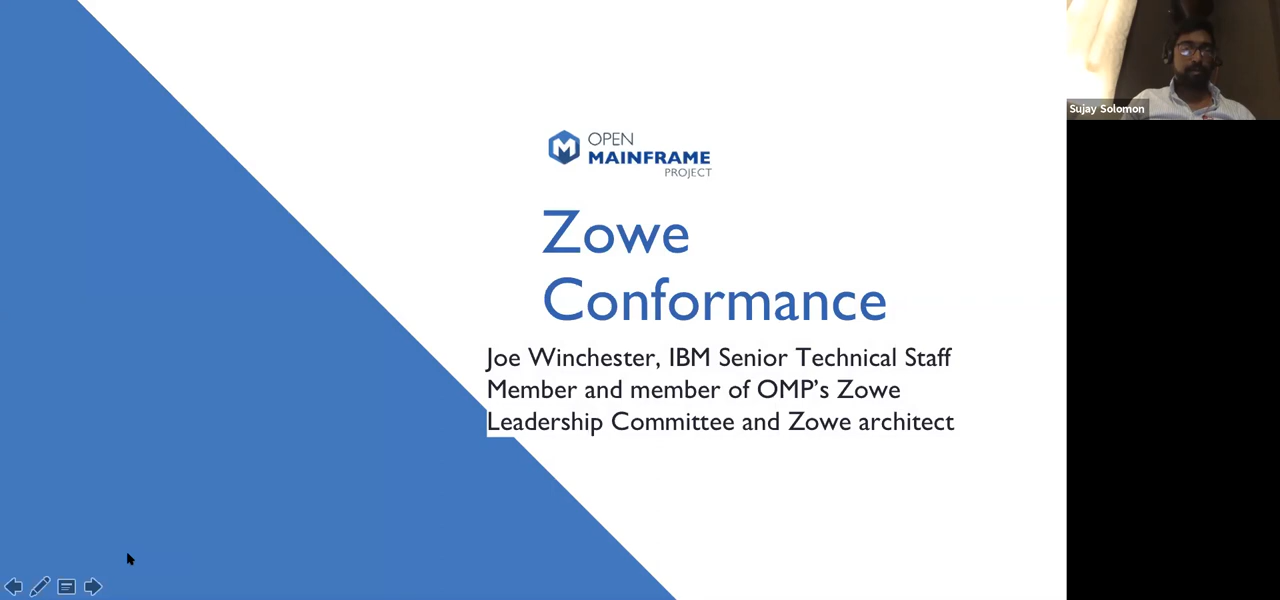 OPEN
MAINFRAME
PROJECT
Zowe
Conformance
Joe Winchester, IBM Senior Technical Staff
Member and member of OMP’s Zowe
Leadership Committee and Zowe architect
Sujay Solomon